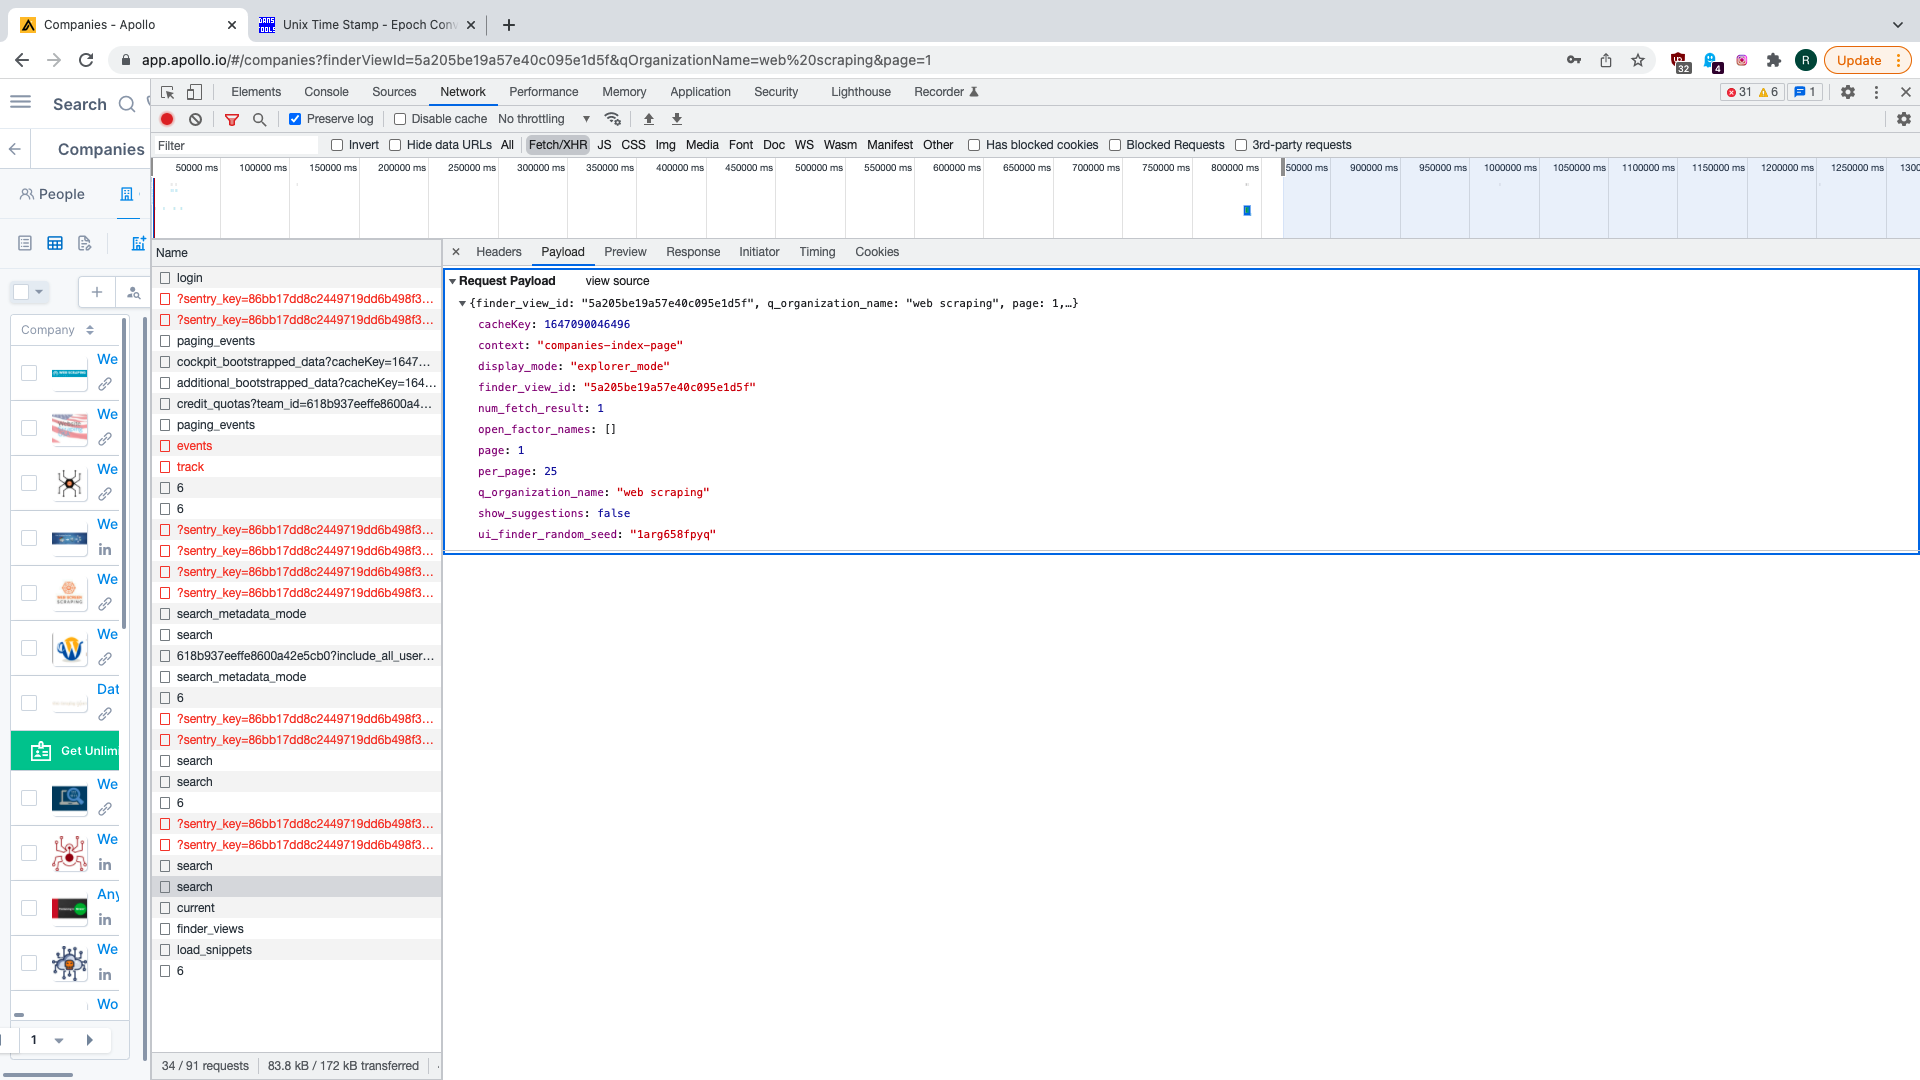 Companies - Apollo
Unix Time Stamp - Epoch Con
app.apollo.io/#/companies?finderViewId=5a205be19a57e40c095e1d5f&qOrganizationName=web%20scraping&page=1
32
4
R
Update
Search
Elements Console Sources Network Performance Memory Application Security Lighthouse Recorder
31 6 1
Preserve log Disable cache No throttling
Filter
Invert Hide data URLs All Fetch/XHR JS CSS Img Media Font Doc WS Wasm Manifest Other Has blocked cookies Blocked Requests 3rd-party requests
Companies
50000 ms 100000 ms 150000 ms 200000 ms 250000 ms 300000 ms 350000 ms 400000 ms 450000 ms 500000 ms 550000 ms 600000 ms 650000 ms 700000 ms 750000 ms 800000 ms 50000 ms 900000 ms 950000 ms 1000000 ms 1050000 ms 1100000 ms 1150000 ms 1200000 ms 1250000 ms 1300
People
Company
We
We
We
We
in
We
We
Dat
Get Unlimi
We
We
in
Any
in
We
in
Wo
1
Name
login
?sentry_key=86bb17dd8c2449719dd6b498f3...
?sentry_key=86bb17dd8c2449719dd6b498f3...
paging_events
cockpit_bootstrapped_data?cacheKey=1647...
additional_bootstrapped_data?cacheKey=164...
credit_quotas?team_id=618b937eeffe8600a4...
paging_events
events
track
6
6
?sentry_key=86bb17dd8c2449719dd6b498f3...
?sentry_key=86bb17dd8c2449719dd6b498f3...
?sentry_key=86bb17dd8c2449719dd6b498f3...
?sentry_key=86bb17dd8c2449719dd6b498f3...
search_metadata_mode
search
618b937eeffe8600a42e5cb0?include_all_user...
search_metadata_mode
6
?sentry_key=86bb17dd8c2449719dd6b498f3...
?sentry_key=86bb17dd8c2449719dd6b498f3...
search
search
6
?sentry_key=86bb17dd8c2449719dd6b498f3...
?sentry_key=86bb17dd8c2449719dd6b498f3...
search
search
current
finder_views
load_snippets
6
34 / 91 requests 83.8 kB / 172 kB transferred
Headers Payload Preview Response Initiator Timing Cookies
Request Payload view source
{finder_view_id: "5a205be19a57e40c095e1d5f", q_organization_name: "web scraping", page: 1,…}
cacheKey: 1647090046496
context: "companies-index-page"
display_mode: "explorer_mode"
finder_view_id: "5a205be19a57e40c095e1d5f"
num_fetch_result: 1
open_factor_names: []
page: 1
per_page: 25
q_organization_name: "web scraping"
show_suggestions: false
ui_finder_random_seed: "1arg658fpyq"